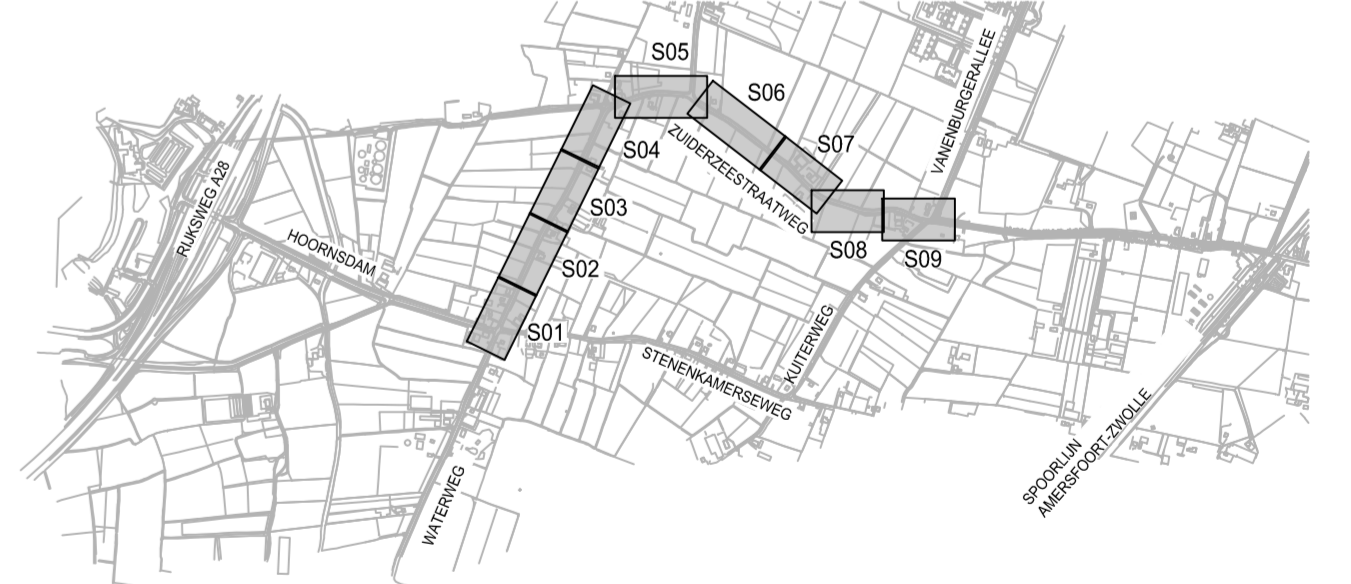 S05
S06
S07
VANENBURGERALLEE
S04
ZUIDERZEESTRAATWEG
RIJKSWEG A28
S03
HOORNSDAM
S08
S09
S02
S01
STENENKAMERSEWEG
KUITERWEG
WATERWEG
SPOORLIJN
AMERSFOORT-ZWOLLE